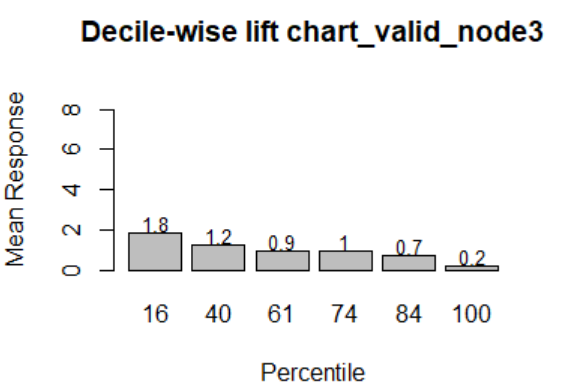 Decile-wise lift chart_valid_node3
Mean Response
8
6
4
2
0
1.8
1.2
0.9
1
0.7
0.2
16 40 61 74 84 100
Percentile